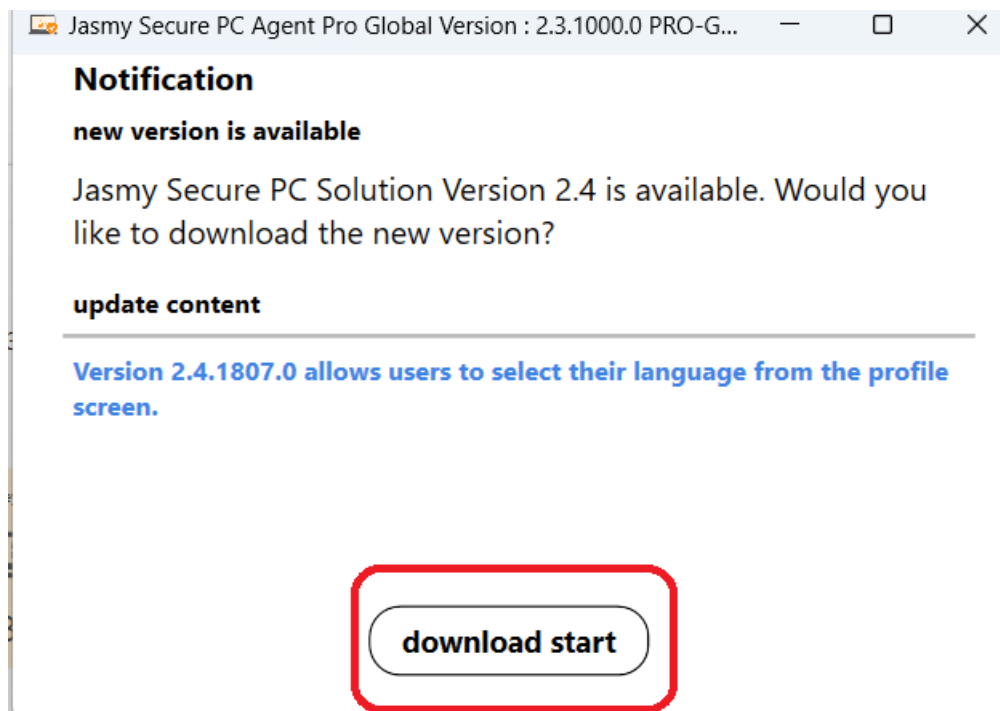 Jasmy Secure PC Agent Pro Global Version : 2.3.1000.0 PRO-G...
Notification
new version is available
Jasmy Secure PC Solution Version 2.4 is available. Would you
like to download the new version?
update content
Version 2.4.1807.0 allows users to select their language from the profile
screen.
download start